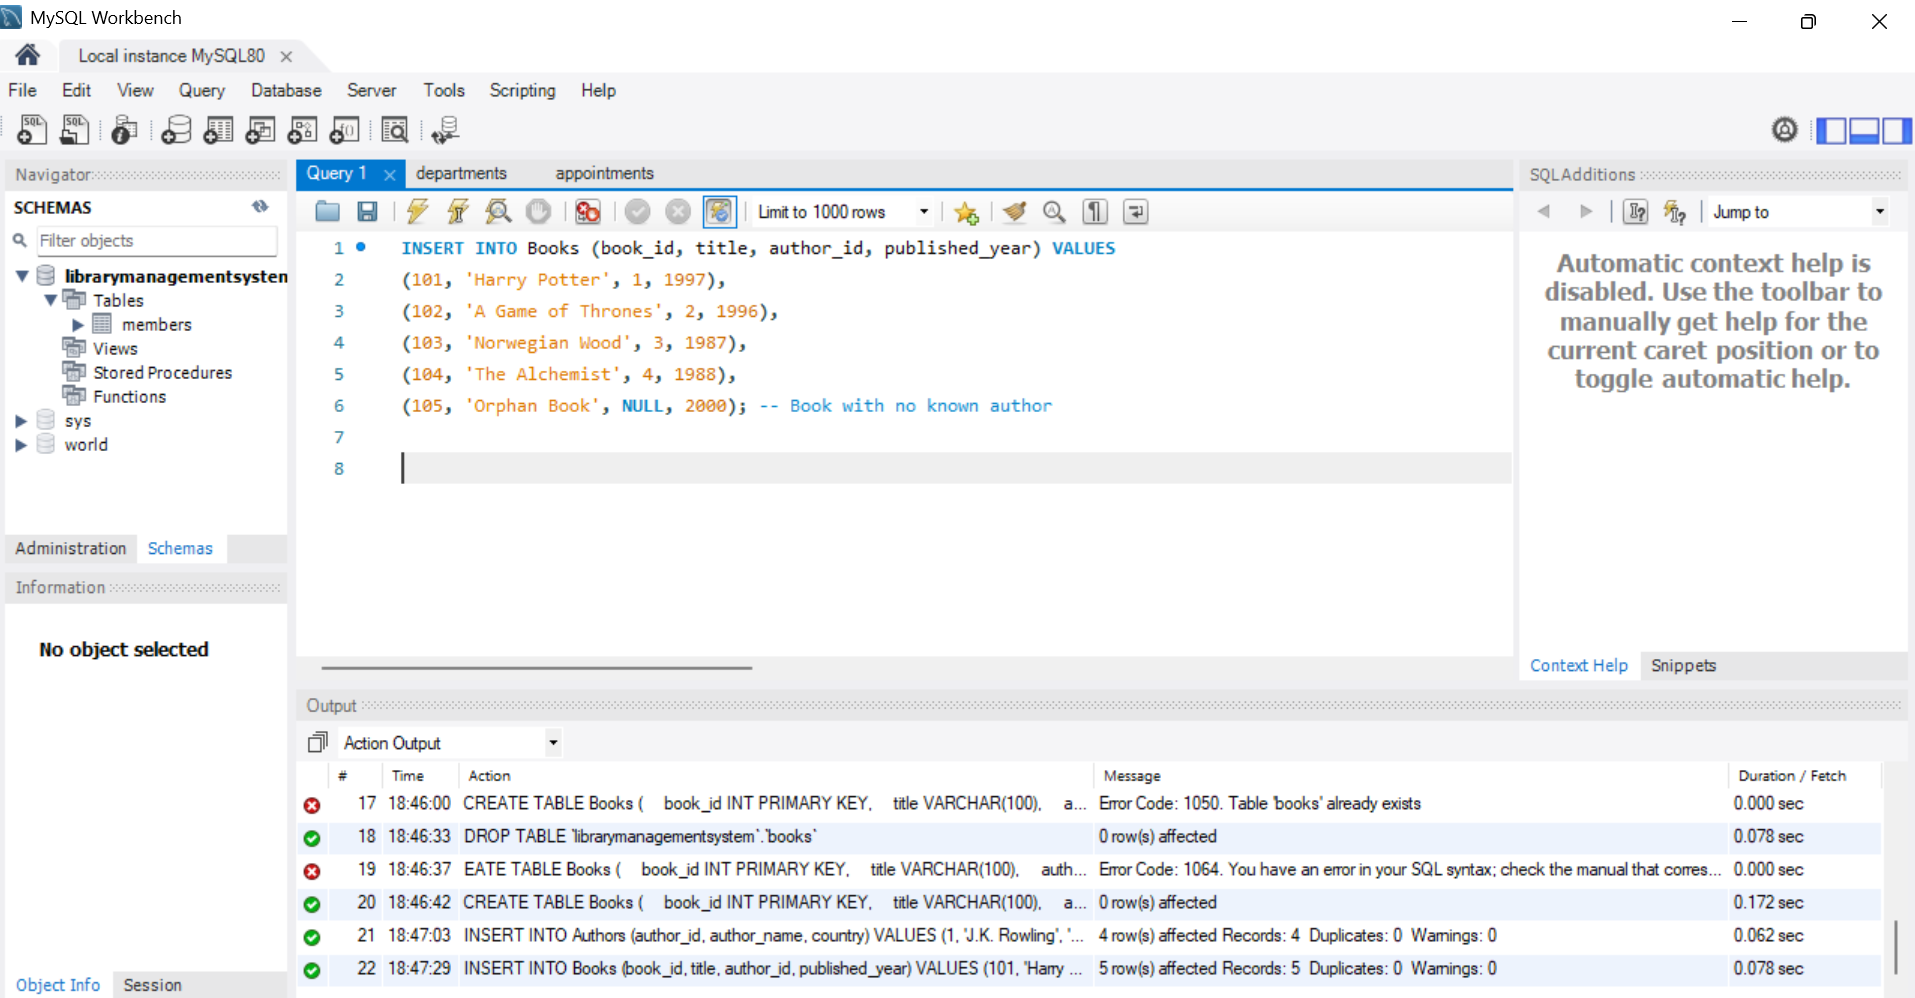 MySQL Workbench
Local instance MySQL80
File Edit View Query Database Server Tools Scripting Help
Navigator
SCHEMAS
Filter objects
librarymanagementsysten
Tables
members
Views
Stored Procedures
Functions
sys
world
Administration Schemas
Information
No object selected
Object Info Session
Query 1 departments appointments
Limit to 1000 rows
1 INSERT INTO Books (book_id, title, author_id, published_year) VALUES
2 (101, 'Harry Potter', 1, 1997),
3 (102, 'A Game of Thrones', 2, 1996),
4 (103, 'Norwegian Wood', 3, 1987),
5 (104, 'The Alchemist', 4, 1988),
6 (105, 'Orphan Book', NULL, 2000); -- Book with no known author
7
8
SQLAdditions
Jump to
Automatic context help is
disabled. Use the toolbar to
manually get help for the
current caret position or to
toggle automatic help.
Context Help Snippets
Output
Action Output
# Time Action Message Duration / Fetch
17 18:46:00 CREATE TABLE Books ( book_id INT PRIMARY KEY, title VARCHAR(100), a... Error Code: 1050. Table 'books' already exists 0.000 sec
18 18:46:33 DROP TABLE `librarymanagementsystem`.`books` 0 row(s) affected 0.078 sec
19 18:46:37 EATE TABLE Books ( book_id INT PRIMARY KEY, title VARCHAR(100), auth... Error Code: 1064. You have an error in your SQL syntax; check the manual that corres... 0.000 sec
20 18:46:42 CREATE TABLE Books ( book_id INT PRIMARY KEY, title VARCHAR(100), a... 0 row(s) affected 0.172 sec
21 18:47:03 INSERT INTO Authors (author_id, author_name, country) VALUES (1, 'J.K. Rowling', '... 4 row(s) affected Records: 4 Duplicates: 0 Warnings: 0 0.062 sec
22 18:47:29 INSERT INTO Books (book_id, title, author_id, published_year) VALUES (101, 'Harry ... 5 row(s) affected Records: 5 Duplicates: 0 Warnings: 0 0.078 sec